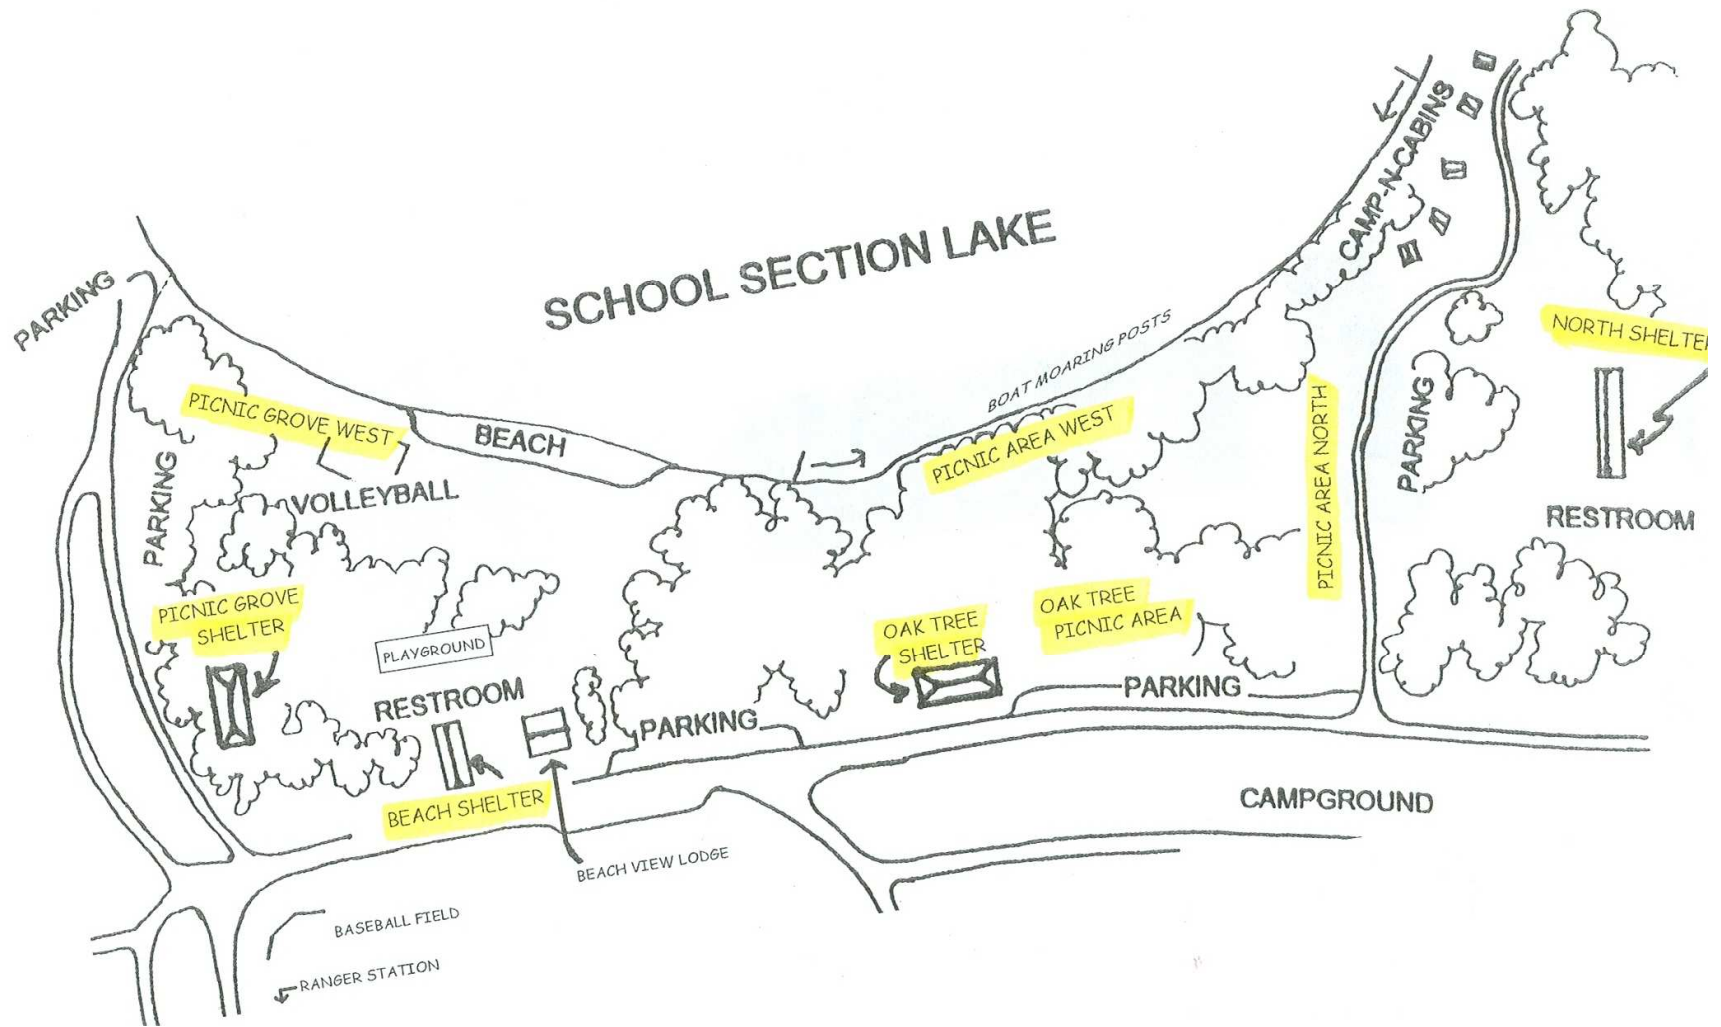 CAMP-N-CABINS
SCHOOL SECTION LAKE
PARKING
NORTH SHELTER
BOAT MOARING POSTS
PICNIC GROVE WEST
BEACH
PICNIC AREA WEST
PICNIC AREA NORTH
PARKING
PARKING
VOLLEYBALL
RESTROOM
PICNIC GROVE
SHELTER
OAK TREE
SHELTER
OAK TREE
PICNIC AREA
PLAYGROUND
RESTROOM
PARKING
PARKING
BEACH SHELTER
CAMPGROUND
BEACH VIEW LODGE
BASEBALL FIELD
RANGER STATION